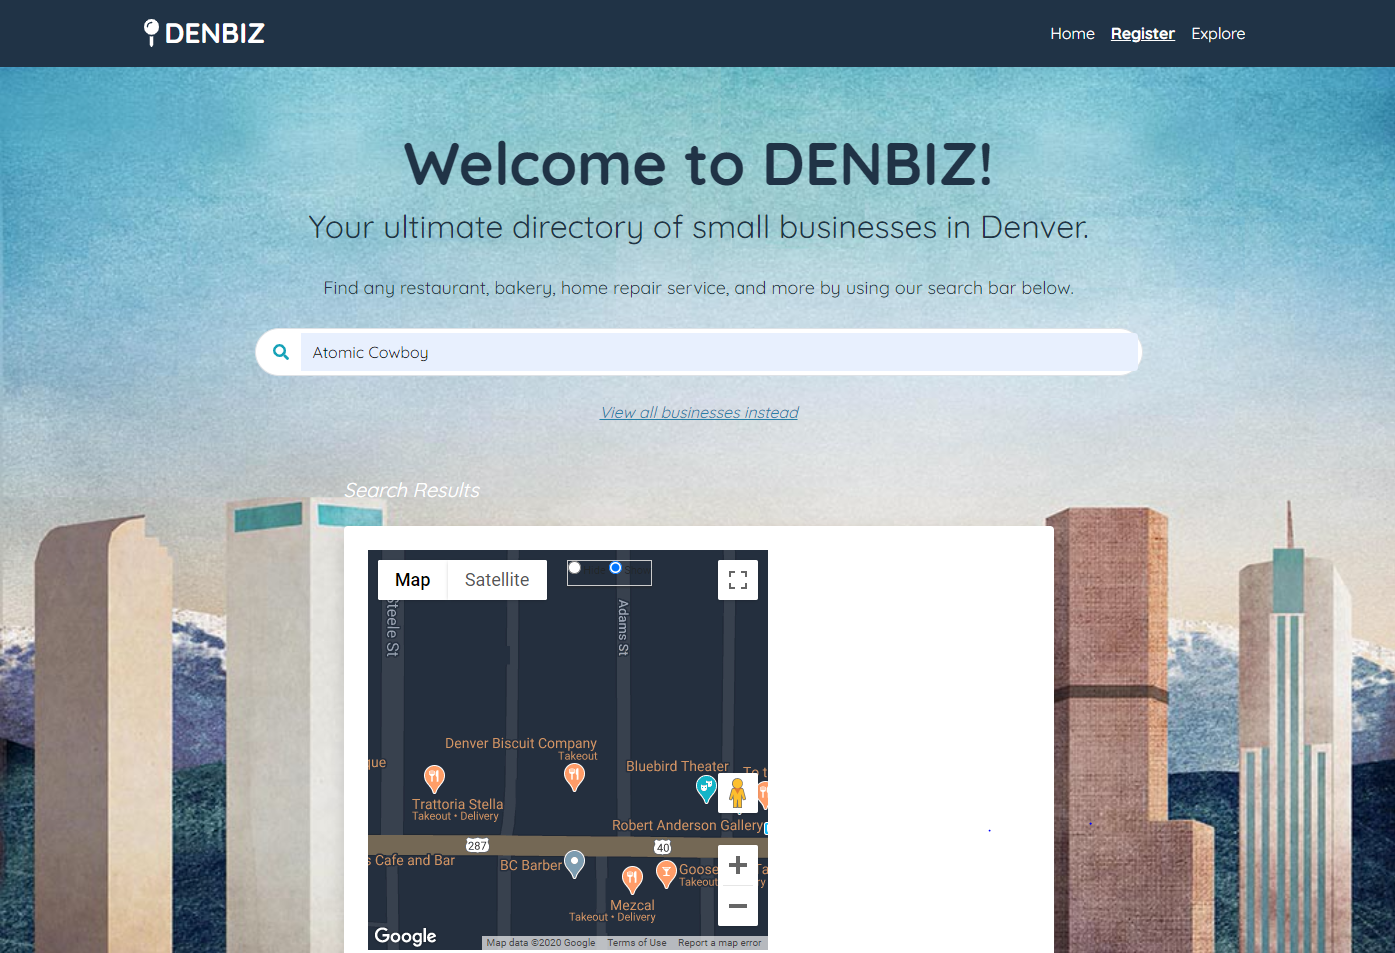 DENBIZ
Home Register Explore
Welcome to DENBIZ!
Your ultimate directory of small businesses in Denver.
Find any restaurant, bakery, home repair service, and more by using our search bar below.
Atomic Cowboy
View all businesses instead
Search Results
Map Satellite
Steele St
Adams St
Denver Biscuit Company
Takeout
que
Bluebird Theater
To t
Trattoria Stella
Takeout • Delivery
Robert Anderson Gallery
287
40
s Cafe and Bar
BC Barber
Goose
Takeout
Mezcal
Takeout • Delivery
Google
Map data ©2020 Google Terms of Use Report a map error